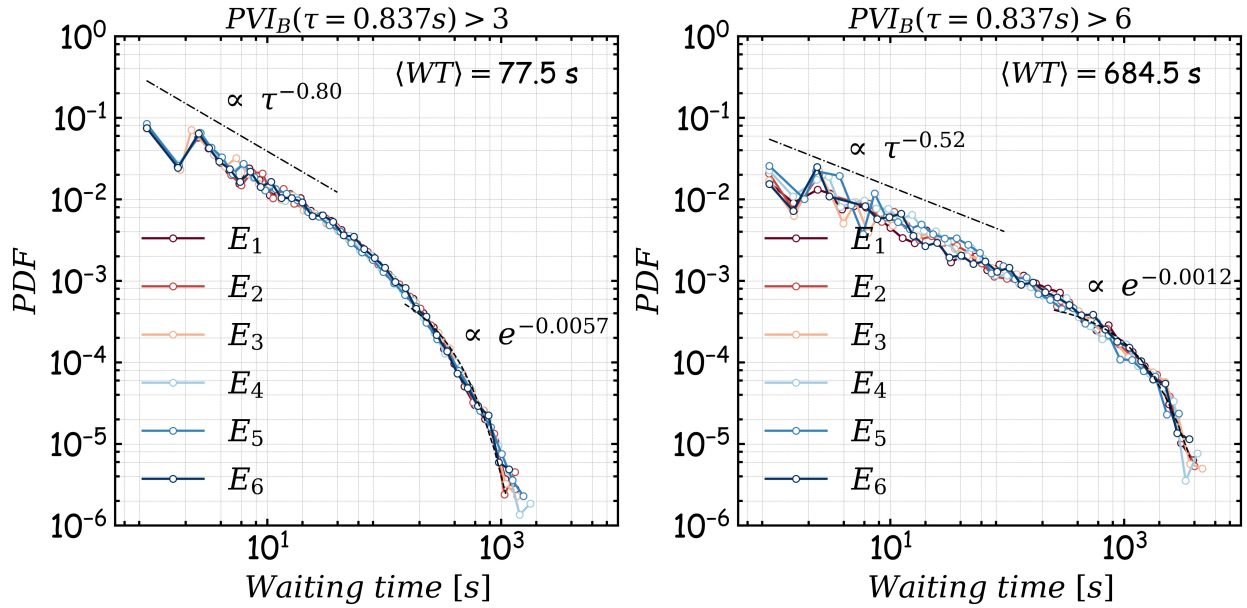 PVI_B(τ = 0.837s) > 3
⟨WT⟩ = 77.5 s
∝ τ^{-0.80}
∝ e^{-0.0057}
E_1
E_2
E_3
E_4
E_5
E_6
10^0
10^{-1}
10^{-2}
10^{-3}
10^{-4}
10^{-5}
10^{-6}
PDF
10^1
10^3
Waiting time [s]
PVI_B(τ = 0.837s) > 6
⟨WT⟩ = 684.5 s
∝ τ^{-0.52}
∝ e^{-0.0012}
E_1
E_2
E_3
E_4
E_5
E_6
10^0
10^{-1}
10^{-2}
10^{-3}
10^{-4}
10^{-5}
10^{-6}
PDF
10^1
10^3
Waiting time [s]